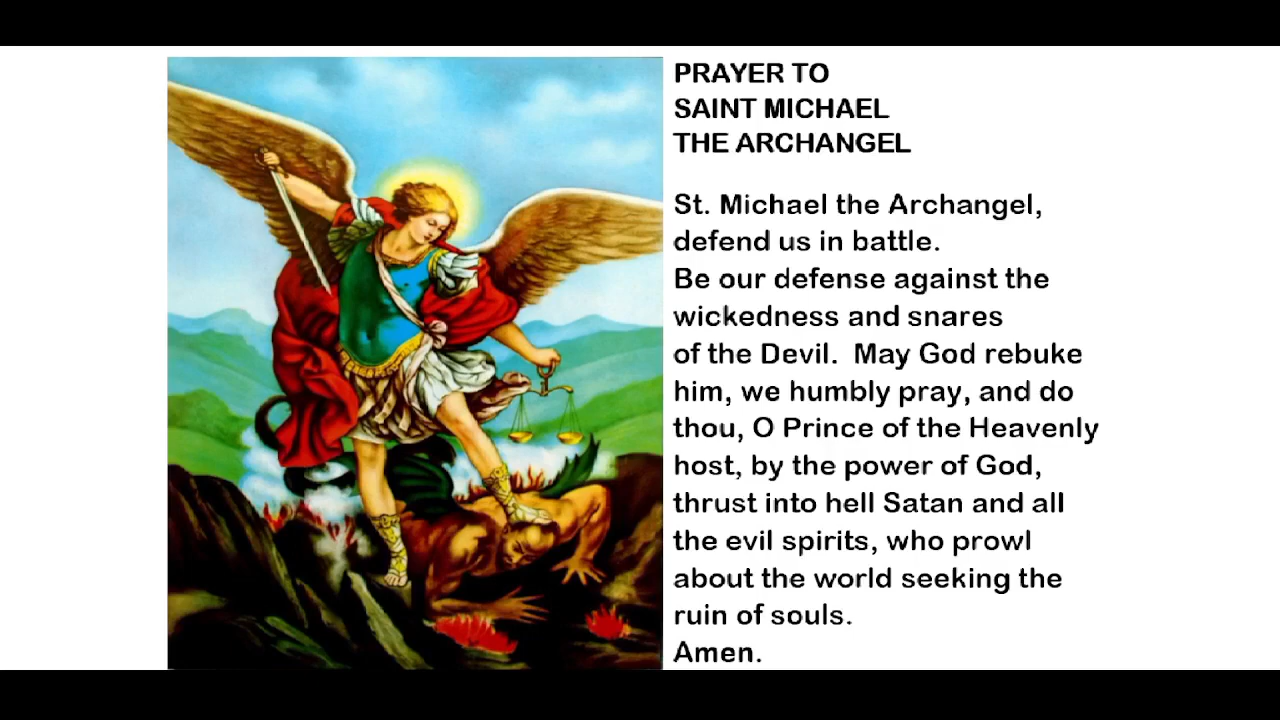 PRAYER TO
SAINT MICHAEL
THE ARCHANGEL
St. Michael the Archangel,
defend us in battle.
Be our defense against the
wickedness and snares
of the Devil.  May God rebuke
him, we humbly pray, and do
thou, O Prince of the Heavenly
host, by the power of God,
thrust into hell Satan and all
the evil spirits, who prowl
about the world seeking the
ruin of souls.
Amen.